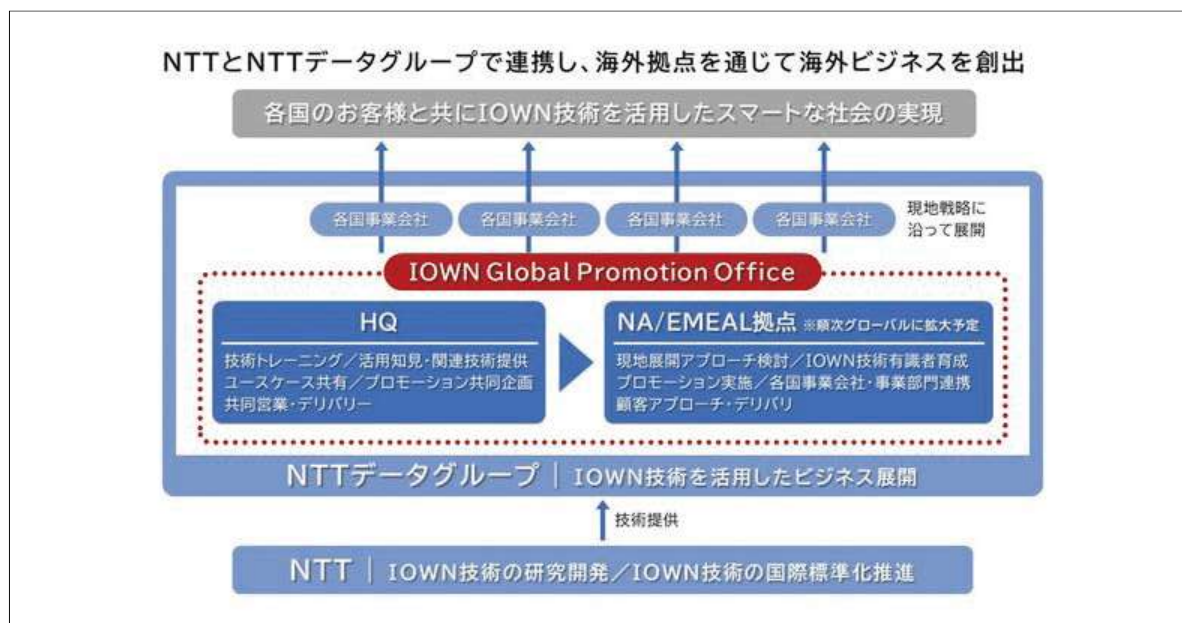 NTTとNTTデータグループで連携し、海外拠点を通じて海外ビジネスを創出
各国のお客様と共にIOWN技術を活用したスマートな社会の実現
各国事業会社
各国事業会社
各国事業会社
各国事業会社
現地戦略に
沿って展開
IOWN Global Promotion Office
HQ
技術トレーニング／活用知見・関連技術提供
ユースケース共有／プロモーション共同企画
共同営業・デリバリー
NA/EMEAL拠点 ※順次グローバルに拡大予定
現地展開アプローチ検討／IOWN技術有識者育成
プロモーション実施／各国事業会社・事業部門連携
顧客アプローチ・デリバリ
NTTデータグループ｜IOWN技術を活用したビジネス展開
技術提供
NTT｜IOWN技術の研究開発／IOWN技術の国際標準化推進